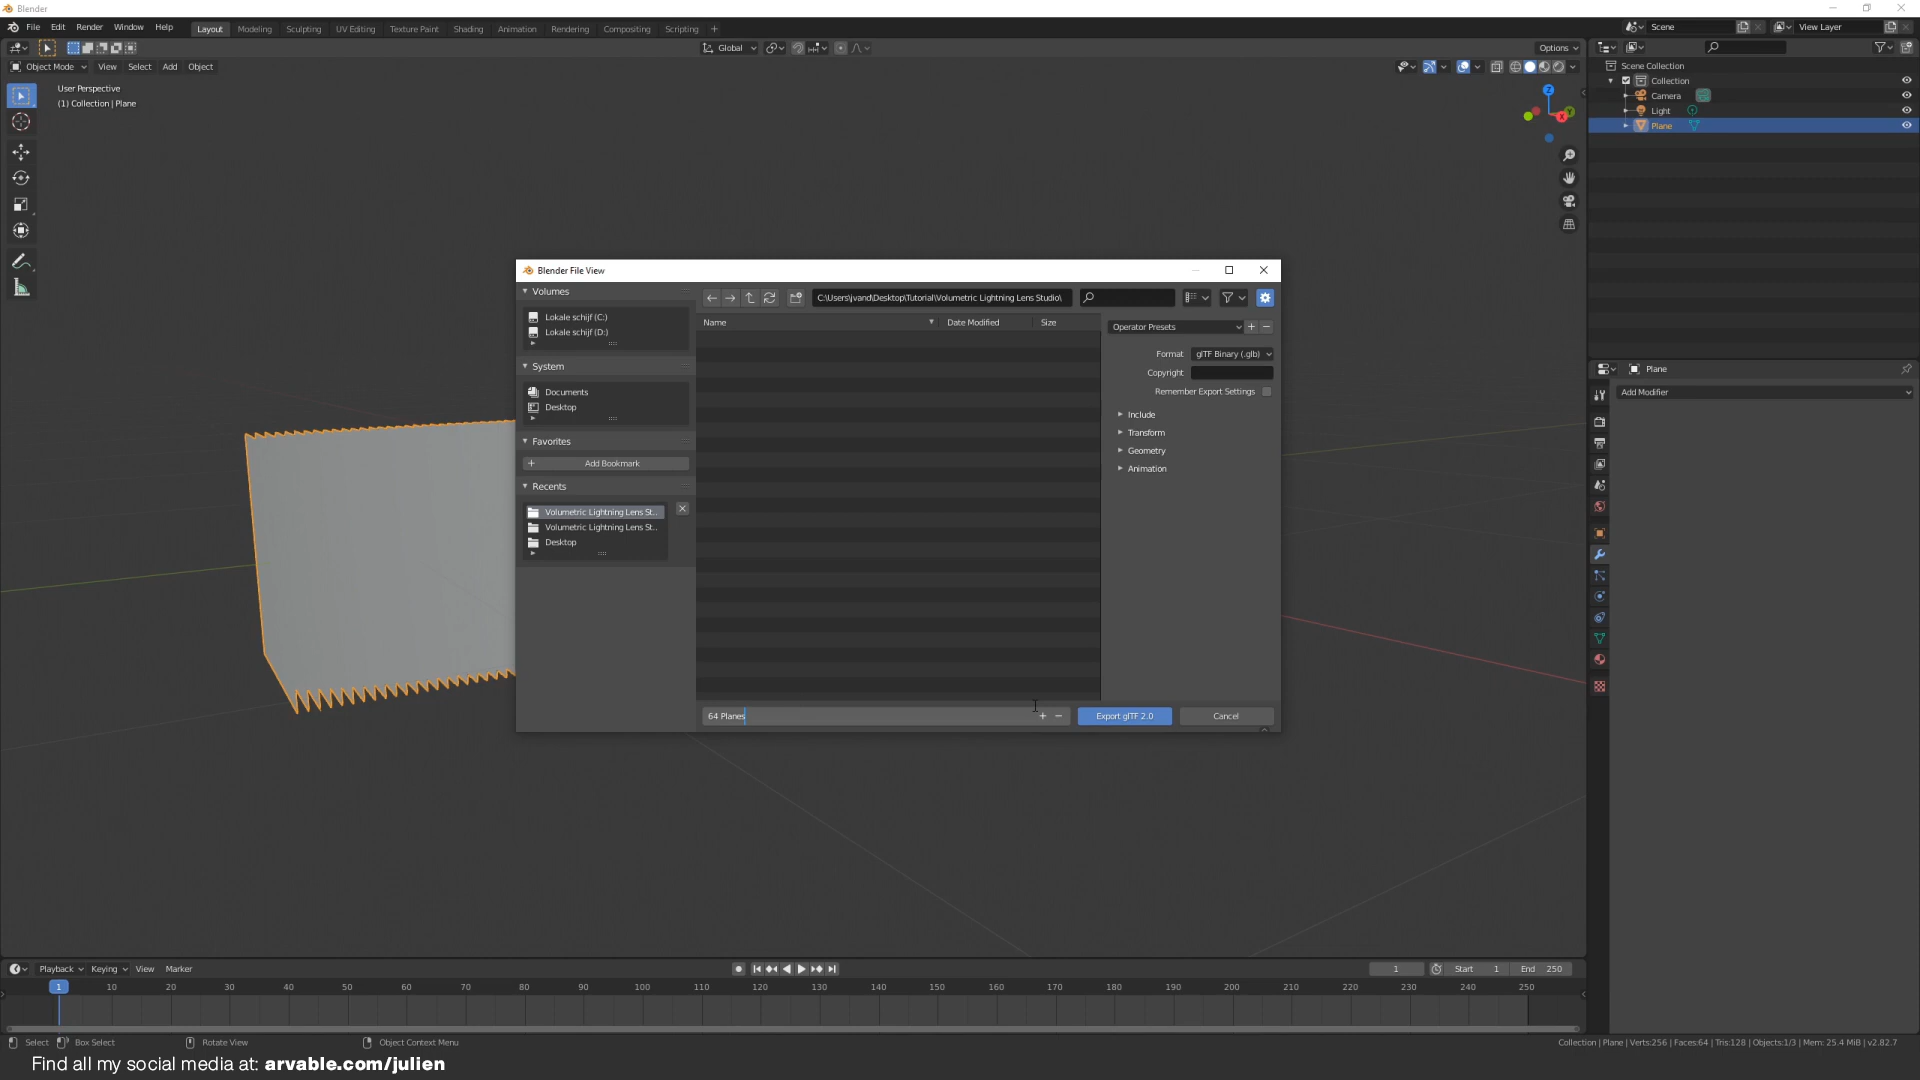 Blender
File Edit Render Window Help
Layout Modeling Sculpting UV Editing Texture Paint Shading Animation Rendering Compositing Scripting +
Scene
View Layer
Global
Options
Object Mode View Select Add Object
User Perspective
(1) Collection | Plane
Z
Y
X
Scene Collection
Collection
Camera
Light
Plane
Plane
Add Modifier
Blender File View
Volumes
Lokale schijf (C:)
Lokale schijf (D:)
System
Documents
Desktop
Favorites
Add Bookmark
Recents
Volumetric Lightning Lens St..
Volumetric Lightning Lens St..
Desktop
C:\Users\jvand\Desktop\Tutorial\Volumetric Lightning Lens Studio\
Name Date Modified Size
Operator Presets
Format glTF Binary (.glb)
Copyright
Remember Export Settings
Include
Transform
Geometry
Animation
64 Planes
Export glTF 2.0
Cancel
Playback Keying View Marker
1 Start 1 End 250
1 10 20 30 40 50 60 70 80 90 100 110 120 130 140 150 160 170 180 190 200 210 220 230 240 250
Select Box Select Rotate View Object Context Menu
Collection | Plane | Verts:256 | Faces:64 | Tris:128 | Objects:1/3 | Mem: 25.4 MiB | v2.82.7
Find all my social media at: arvable.com/julien